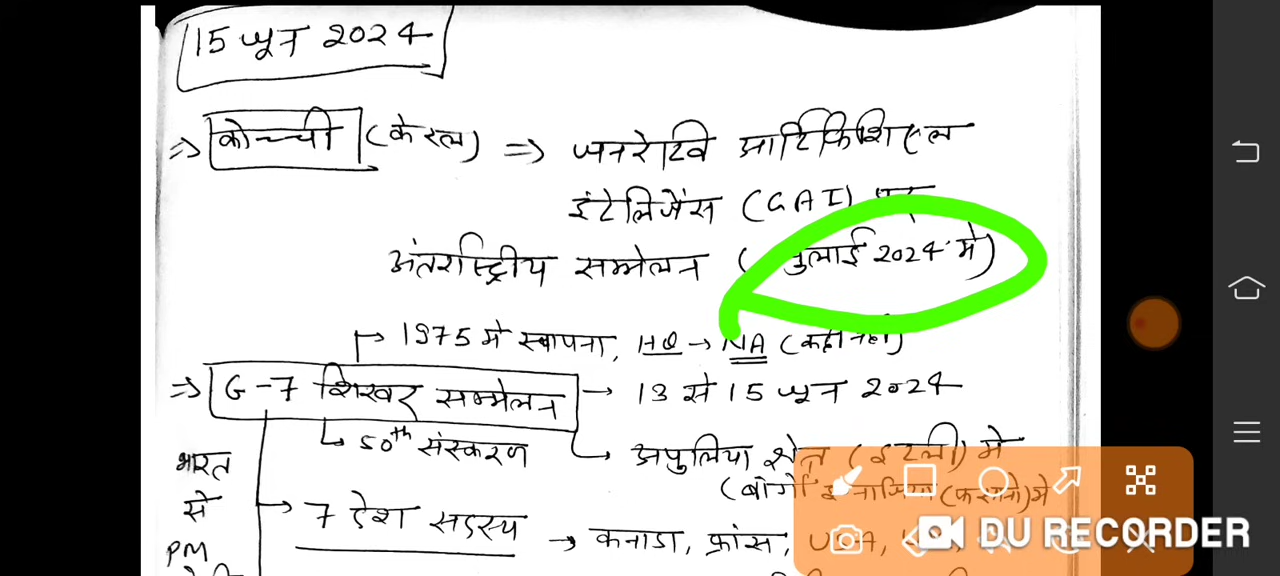 15 जून 2024
⇒ कोच्ची (केरल) ⇒ जनरेटिव आर्टिफिशिएल
इंटेलिजेंस (GAI) पर
अंतर्राष्ट्रीय सम्मेलन (जुलाई 2024 में)
→ 1975 में स्थापना, HQ → NA (कहीं नहीं)
⇒ G-7 शिखर सम्मेलन → 13 से 15 जून 2024
→ 50th संस्करण
→ अपुलिया क्षेत्र (इटली) में
→ 7 देश सदस्य → कनाडा, फ्रांस,
भारत
से
PM
DU RECORDER